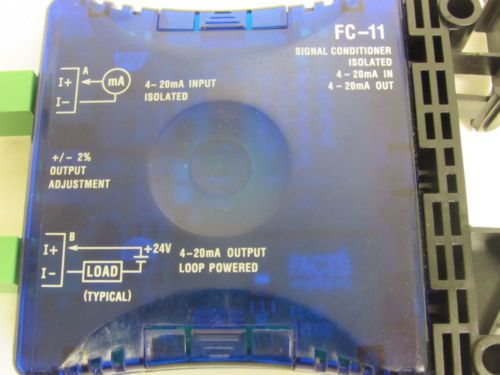 FC-11
SIGNAL CONDITIONER
ISOLATED
4-20mA IN
4-20mA OUT
A
I+
mA
I-
4-20mA INPUT
ISOLATED
+/- 2%
OUTPUT
ADJUSTMENT
B
I+
+24V
I-
LOAD
(TYPICAL)
4-20mA OUTPUT
LOOP POWERED
FACTS